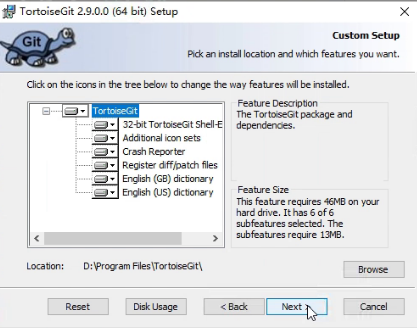 TortoiseGit 2.9.0.0 (64 bit) Setup
Git
Custom Setup
Pick an install location and which features you want.
Click on the icons in the tree below to change the way features will be installed.
TortoiseGit
32-bit TortoiseGit Shell-E
Additional icon sets
Crash Reporter
Register diff/patch files
English (GB) dictionary
English (US) dictionary
Feature Description
The TortoiseGit package and
dependencies.
Feature Size
This feature requires 46MB on your
hard drive. It has 6 of 6
subfeatures selected. The
subfeatures require 13MB.
Location: D:\Program Files\TortoiseGit\
Browse
Reset Disk Usage < Back Next > Cancel